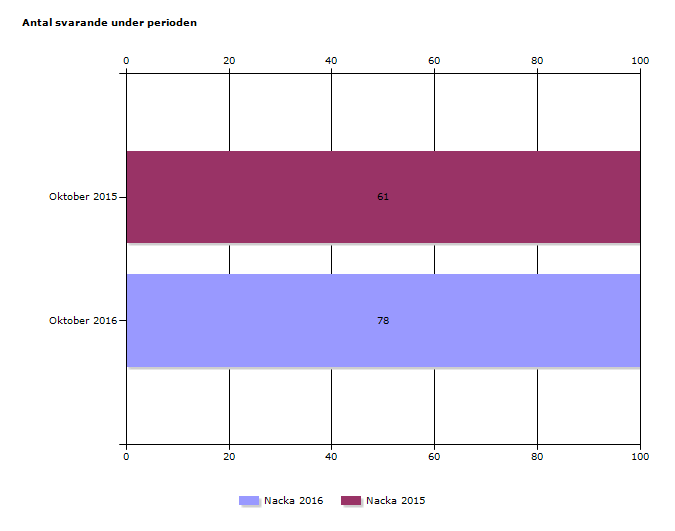 Antal svarande under perioden
0 20 40 60 80 100
Oktober 2015 61
Oktober 2016 78
0 20 40 60 80 100
Nacka 2016 Nacka 2015